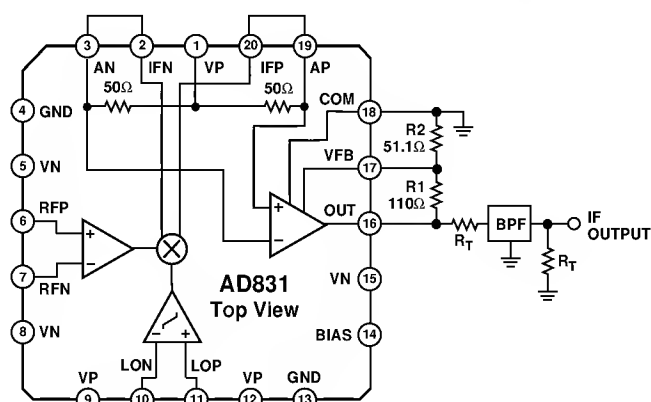 3 2 1 20 19
AN IFN VP IFP AP
50Ω 50Ω
4 GND
COM 18
R2
51.1Ω
5 VN
VFB 17
R1
110Ω
6 RFP
+
−
OUT 16
+
−
R_T
BPF
IF
OUTPUT
R_T
7 RFN
AD831
Top View
VN 15
8 VN
− +
BIAS 14
LON LOP
VP VP GND
9 10 11 12 13